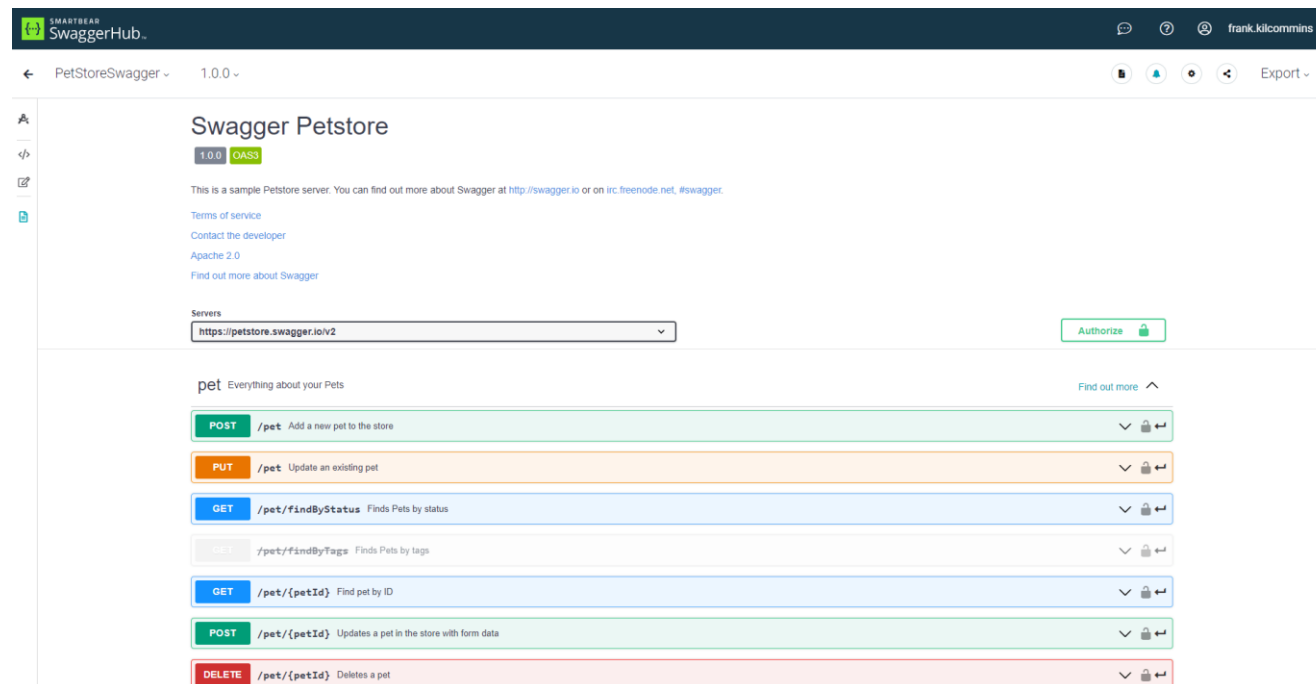 SMARTBEAR
SwaggerHub™
frank.kilcommins
PetStoreSwagger
1.0.0
Export
Swagger Petstore
1.0.0 OAS3
This is a sample Petstore server. You can find out more about Swagger at http://swagger.io or on irc.freenode.net, #swagger.
Terms of service
Contact the developer
Apache 2.0
Find out more about Swagger
Servers
https://petstore.swagger.io/v2
Authorize
pet Everything about your Pets
Find out more
POST /pet Add a new pet to the store
PUT /pet Update an existing pet
GET /pet/findByStatus Finds Pets by status
GET /pet/findByTags Finds Pets by tags
GET /pet/{petId} Find pet by ID
POST /pet/{petId} Updates a pet in the store with form data
DELETE /pet/{petId} Deletes a pet